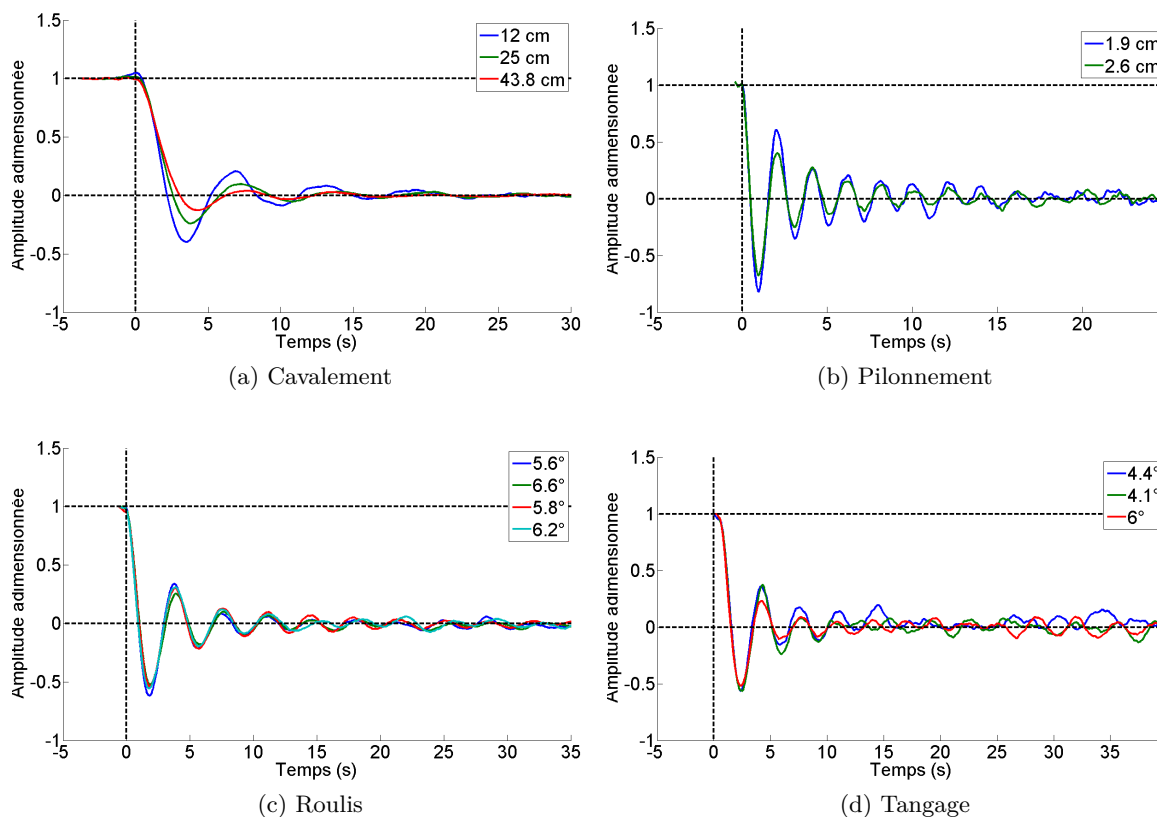 Amplitude adimensionnée
1.5
1
0.5
0
-0.5
-1
12 cm
25 cm
43.8 cm
-5 0 5 10 15 20 25 30
Temps (s)
(a) Cavalement
Amplitude adimensionnée
1.5
1
0.5
0
-0.5
-1
1.9 cm
2.6 cm
-5 0 5 10 15 20
Temps (s)
(b) Pilonnement
Amplitude adimensionnée
1.5
1
0.5
0
-0.5
-1
5.6°
6.6°
5.8°
6.2°
-5 0 5 10 15 20 25 30 35
Temps (s)
(c) Roulis
Amplitude adimensionnée
1.5
1
0.5
0
-0.5
-1
4.4°
4.1°
6°
-5 0 5 10 15 20 25 30 35
Temps (s)
(d) Tangage